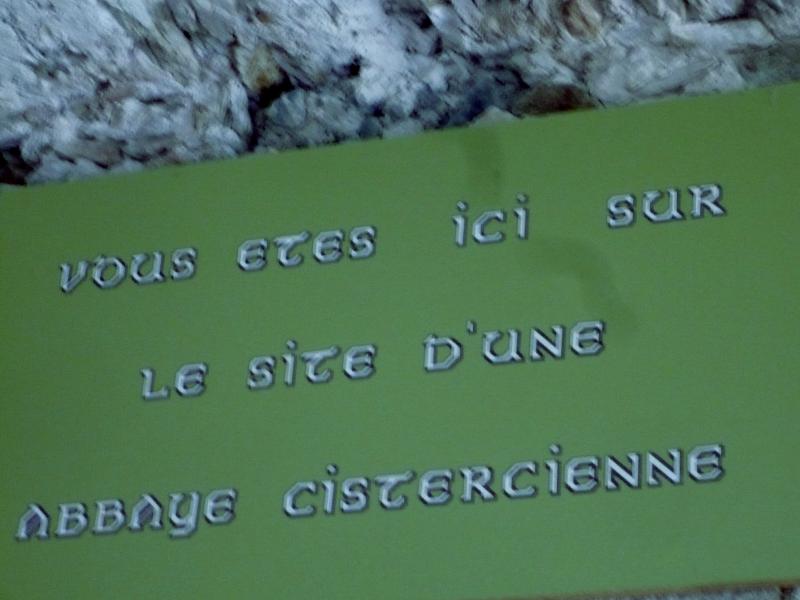 VOUS ETES iCi SUR
LE SiTE D'UNE
ABBAYE CiSTERCiENNE